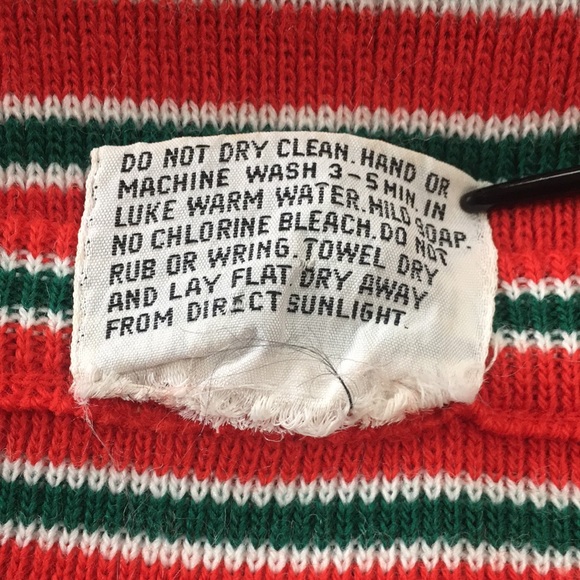 DO NOT DRY CLEAN. HAND OR
MACHINE WASH 3-5 MIN. IN
LUKE WARM WATER. MILD SOAP.
NO CHLORINE BLEACH. DO NOT
RUB OR WRING. TOWEL DRY
AND LAY FLAT DRY AWAY
FROM DIRECT SUNLIGHT.